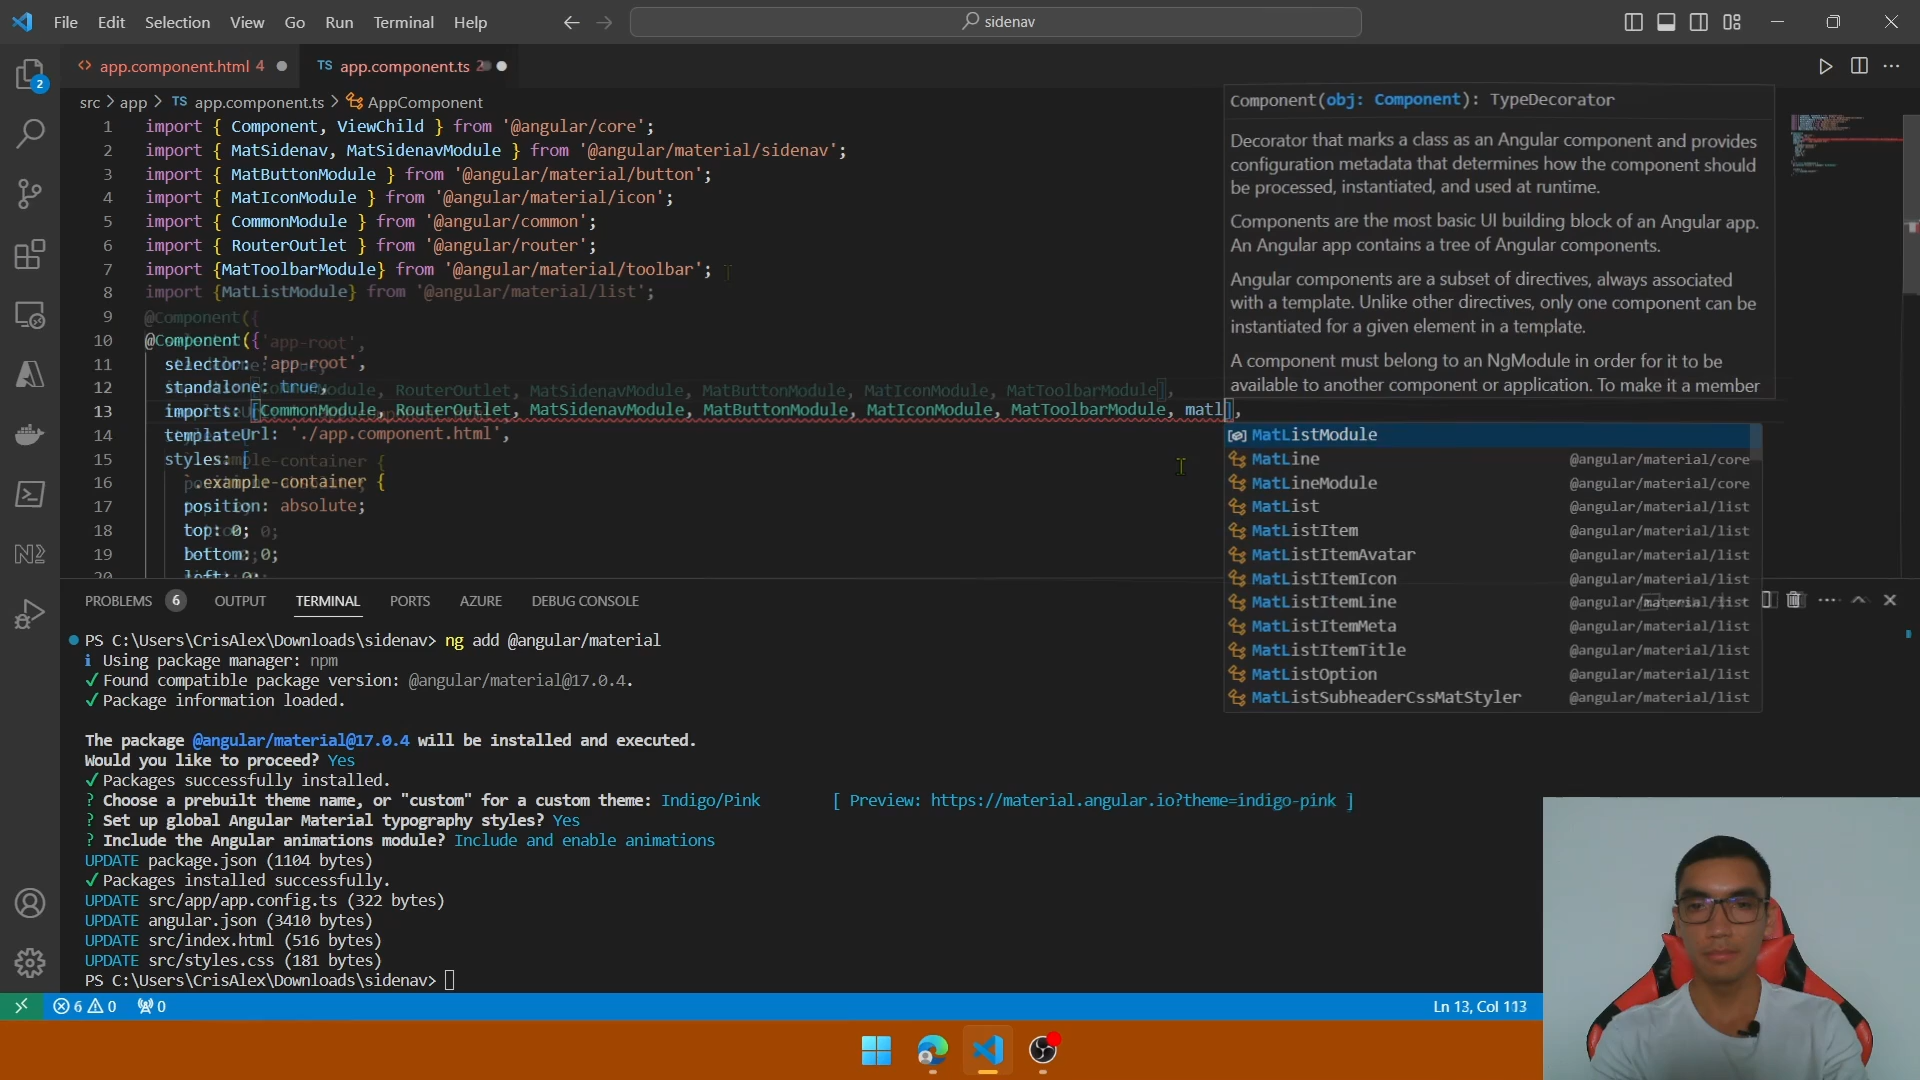 File Edit Selection View Go Run Terminal Help
sidenav
app.component.html 4
TS app.component.ts
src > app > TS app.component.ts > AppComponent
1 import { Component, ViewChild } from '@angular/core';
2 import { MatSidenav, MatSidenavModule } from '@angular/material/sidenav';
3 import { MatButtonModule } from '@angular/material/button';
4 import { MatIconModule } from '@angular/material/icon';
5 import { CommonModule } from '@angular/common';
6 import { RouterOutlet } from '@angular/router';
7 import {MatToolbarModule} from '@angular/material/toolbar';
8 import {MatListModule} from '@angular/material/list';
9 @Component({
10 @Component({
11 selector: 'app-root',
12 standalone: true,
13 imports: [CommonModule, RouterOutlet, MatSidenavModule, MatButtonModule, MatIconModule, MatToolbarModule, matl],
14 templateUrl: './app.component.html',
15 styles: [
16 .example-container {
17 position: absolute;
18 top: 0;
19 bottom: 0;
20 left: 0;
Component(obj: Component): TypeDecorator
Decorator that marks a class as an Angular component and provides
configuration metadata that determines how the component should
be processed, instantiated, and used at runtime.
Components are the most basic UI building block of an Angular app.
An Angular app contains a tree of Angular components.
Angular components are a subset of directives, always associated
with a template. Unlike other directives, only one component can be
instantiated for a given element in a template.
A component must belong to an NgModule in order for it to be
available to another component or application. To make it a member
MatListModule
MatLine @angular/material/core
MatLineModule @angular/material/core
MatList @angular/material/list
MatListItem @angular/material/list
MatListItemAvatar @angular/material/list
MatListItemIcon @angular/material/list
MatListItemLine @angular/material/list
MatListItemMeta @angular/material/list
MatListItemTitle @angular/material/list
MatListOption @angular/material/list
MatListSubheaderCssMatStyler @angular/material/list
PROBLEMS 6 OUTPUT TERMINAL PORTS AZURE DEBUG CONSOLE
PS C:\Users\CrisAlex\Downloads\sidenav> ng add @angular/material
i Using package manager: npm
✓ Found compatible package version: @angular/material@17.0.4.
✓ Package information loaded.
The package @angular/material@17.0.4 will be installed and executed.
Would you like to proceed? Yes
✓ Packages successfully installed.
? Choose a prebuilt theme name, or "custom" for a custom theme: Indigo/Pink [ Preview: https://material.angular.io?theme=indigo-pink ]
? Set up global Angular Material typography styles? Yes
? Include the Angular animations module? Include and enable animations
UPDATE package.json (1104 bytes)
✓ Packages installed successfully.
UPDATE src/app/app.config.ts (322 bytes)
UPDATE angular.json (3410 bytes)
UPDATE src/index.html (516 bytes)
UPDATE src/styles.css (181 bytes)
PS C:\Users\CrisAlex\Downloads\sidenav>
6 0 0
Ln 13, Col 113
2